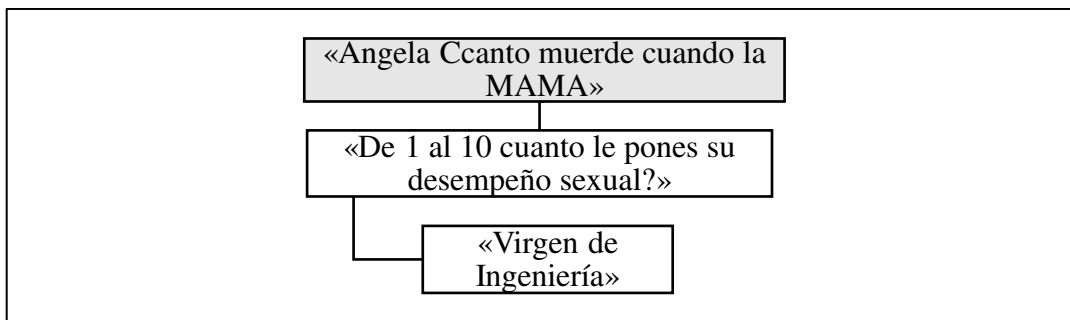 «Angela Ccanto muerde cuando la
MAMA»
«De 1 al 10 cuanto le pones su
desempeño sexual?»
«Virgen de
Ingeniería»